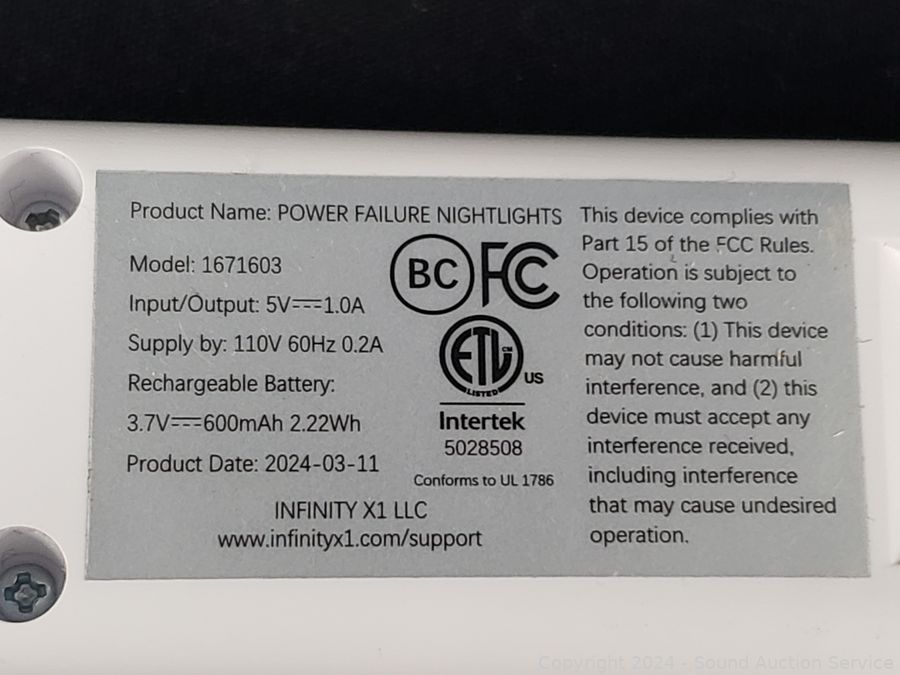 Product Name: POWER FAILURE NIGHTLIGHTS
Model: 1671603
Input/Output: 5V⎓1.0A
Supply by: 110V 60Hz 0.2A
Rechargeable Battery:
3.7V⎓600mAh 2.22Wh
Product Date: 2024-03-11
INFINITY X1 LLC
www.infinityx1.com/support
BC FC
ETL CM
LISTED
US
Intertek
5028508
Conforms to UL 1786
This device complies with
Part 15 of the FCC Rules.
Operation is subject to
the following two
conditions: (1) This device
may not cause harmful
interference, and (2) this
device must accept any
interference received,
including interference
that may cause undesired
operation.
Copyright 2024 - Sound Auction Service